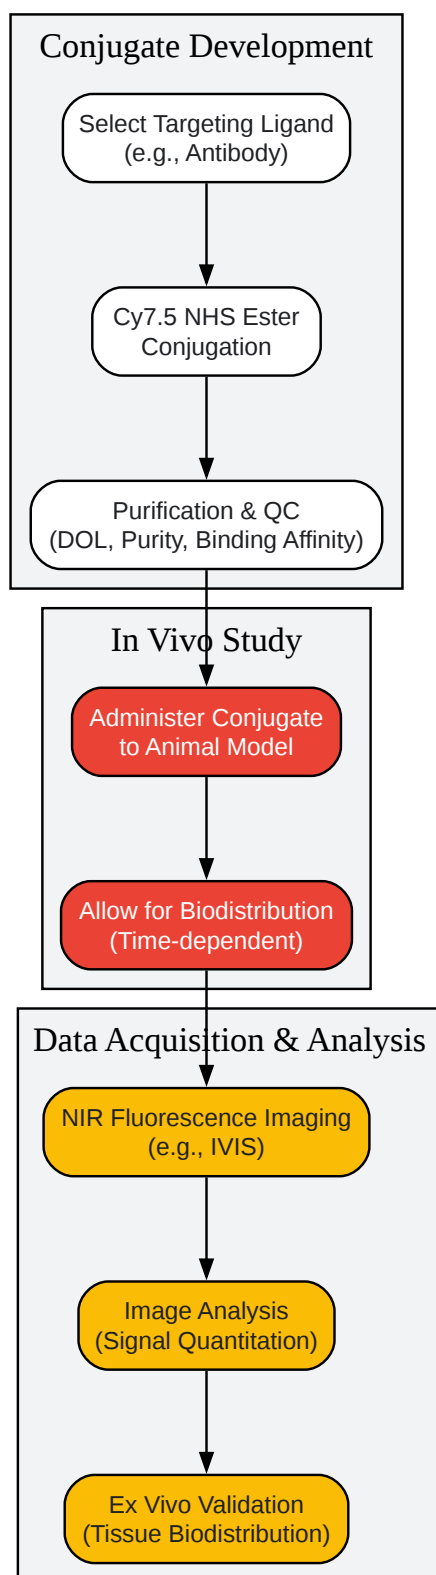 Conjugate Development
Select Targeting Ligand
(e.g., Antibody)
Cy7.5 NHS Ester
Conjugation
Purification & QC
(DOL, Purity, Binding Affinity)
In Vivo Study
Administer Conjugate
to Animal Model
Allow for Biodistribution
(Time-dependent)
Data Acquisition & Analysis
NIR Fluorescence Imaging
(e.g., IVIS)
Image Analysis
(Signal Quantitation)
Ex Vivo Validation
(Tissue Biodistribution)